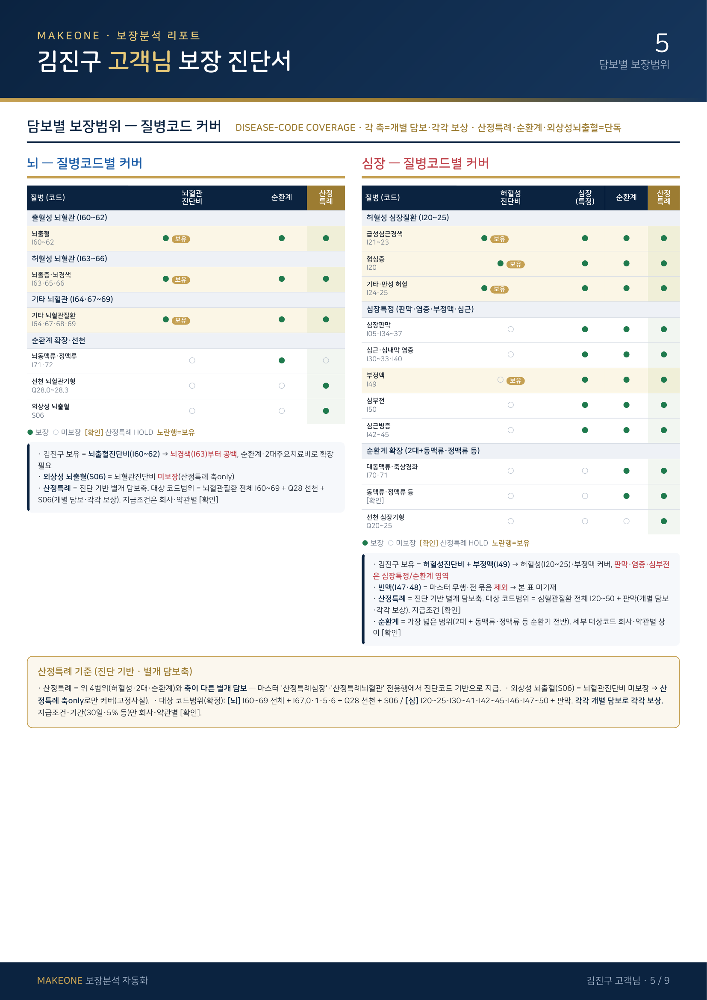 MAKEONE · 보장분석 리포트
김진구 고객님 보장 진단서
5
담보별 보장범위
담보별 보장범위 — 질병코드 커버 DISEASE-CODE COVERAGE · 각 축=개별 담보·각각 보상 · 산정특례·순환계·외상성뇌출혈=단독
뇌 — 질병코드별 커버
질병 (코드) 뇌혈관 진단비 순환계 산정 특례
출혈성 뇌혈관 (I60~62)
뇌출혈
I60~62
● 보유 ● ●
허혈성 뇌혈관 (I63~66)
뇌졸증·뇌경색
I63·65·66
● 보유 ● ●
기타 뇌혈관 (I64·67~69)
기타 뇌혈관질환
I64·67·68·69
● 보유 ● ●
순환계 확장·선천
뇌동맥류·정맥류
I71·72
○ ● ○
선천 뇌혈관기형
Q28.0~28.3
○ ○ ●
외상성 뇌출혈
S06
○ ○ ●
● 보장 ○ 미보장 [확인] 산정특례 HOLD 노란행=보유
· 김진구 보유 = 뇌출혈진단비(I60~62) → 뇌경색(I63)부터 공백, 순환계·2대주요치료비로 확장
필요
· 외상성 뇌출혈(S06) = 뇌혈관진단비 미보장(산정특례 축only)
· 산정특례 = 진단 기반 별개 담보축. 대상 코드범위 = 뇌혈관질환 전체 I60~69 + Q28 선천 +
S06(개별 담보·각각 보상). 지급조건은 회사·약관별 [확인]
심장 — 질병코드별 커버
질병 (코드) 허혈성 진단비 심장 (특정) 순환계 산정 특례
허혈성 심장질환 (I20~25)
급성심근경색
I21~23
● 보유 ● ● ●
협심증
I20
● 보유 ● ● ●
기타·만성 허혈
I24·25
● 보유 ● ● ●
심장특정 (판막·염증·부정맥·심근)
심장판막
I05·I34~37
○ ● ● ●
심근·심내막 염증
I30~33·I40
○ ● ● ●
부정맥
I49
○ 보유 ● ● ●
심부전
I50
○ ● ● ●
심근병증
I42~45
○ ● ● ●
순환계 확장 (2대+동맥류·정맥류 등)
대동맥류·죽상경화
I70·71
○ ○ ● ●
동맥류·정맥류 등
[확인]
○ ○ ● ●
선천 심장기형
Q20~25
○ ○ ○ ●
● 보장 ○ 미보장 [확인] 산정특례 HOLD 노란행=보유
· 김진구 보유 = 허혈성진단비 + 부정맥(I49) → 허혈성(I20~25)·부정맥 커버, 판막·염증·심부전
은 심장특정/순환계 영역
· 빈맥(I47·48) = 마스터 무행·전 묶음 제외 → 본 표 미기재
· 산정특례 = 진단 기반 별개 담보축. 대상 코드범위 = 심혈관질환 전체 I20~50 + 판막(개별 담보
·각각 보상). 지급조건 [확인]
· 순환계 = 가장 넓은 범위(2대 + 동맥류·정맥류 등 순환기 전반). 세부 대상코드 회사·약관별 상
이 [확인]
산정특례 기준 (진단 기반 · 별개 담보축)
· 산정특례 = 위 4범위(허혈성·2대·순환계)와 축이 다른 별개 담보 — 마스터 '산정특례심장'·'산정특례뇌혈관' 전용행에서 진단코드 기반으로 지급. · 외상성 뇌출혈(S06) = 뇌혈관진단비 미보장 → 산
정특례 축only로만 커버(고정사실). · 대상 코드범위(확정): [뇌] I60~69 전체 + I67.0·1·5·6 + Q28 선천 + S06 / [심] I20~25·I30~41·I42~45·I46·I47~50 + 판막. 각각 개별 담보로 각각 보상.
지급조건·기간(30일·5% 등)만 회사·약관별 [확인].
MAKEONE 보장분석 자동화
김진구 고객님 · 5 / 9